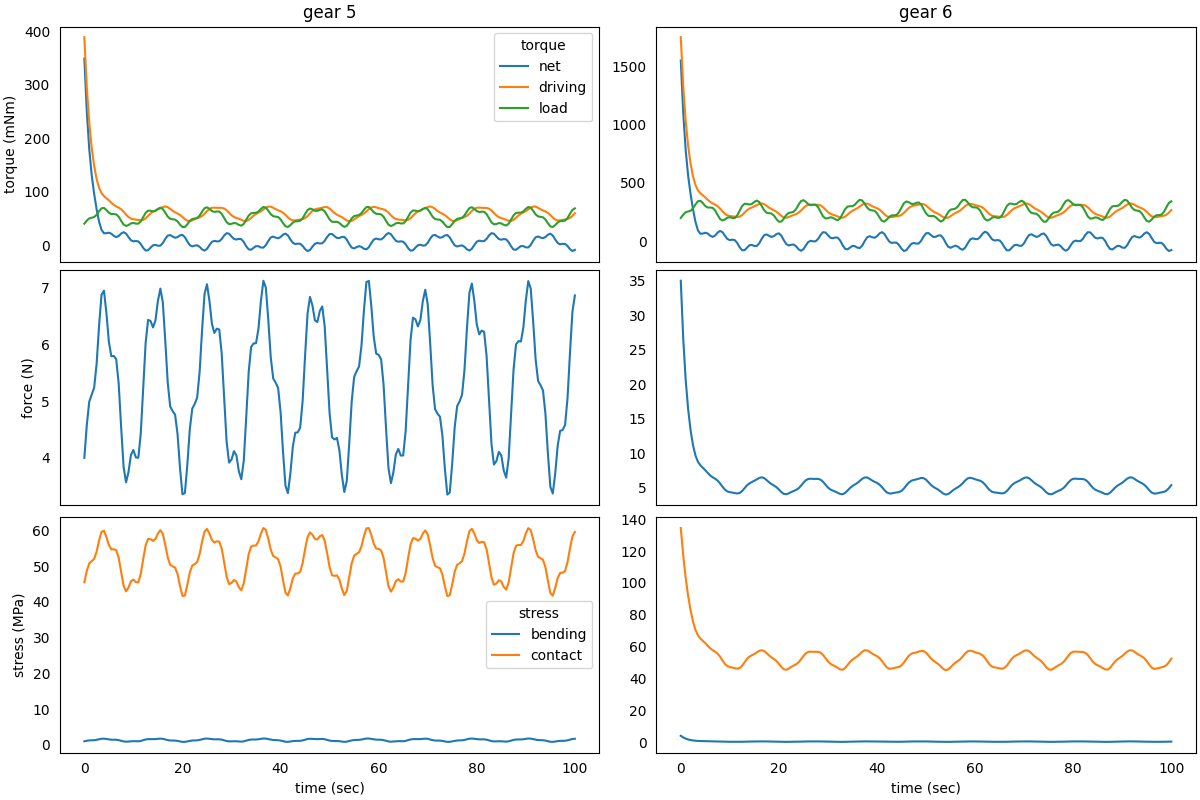 gear 5
gear 6
torque (mNm)
400
300
200
100
0
torque
net
driving
load
1500
1000
500
0
force (N)
7
6
5
4
35
30
25
20
15
10
5
stress (MPa)
60
50
40
30
20
10
0
stress
bending
contact
140
120
100
80
60
40
20
0
0 20 40 60 80 100
0 20 40 60 80 100
time (sec)
time (sec)